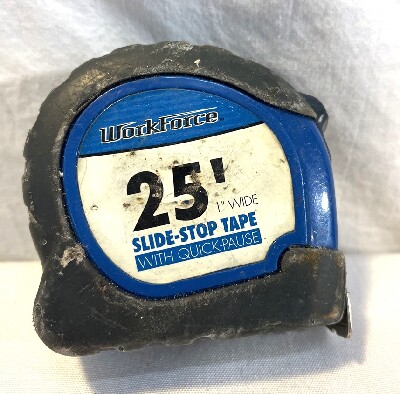 WORKFORCE
25'
1" WIDE
SLIDE-STOP TAPE
WITH QUICK-PAUSE